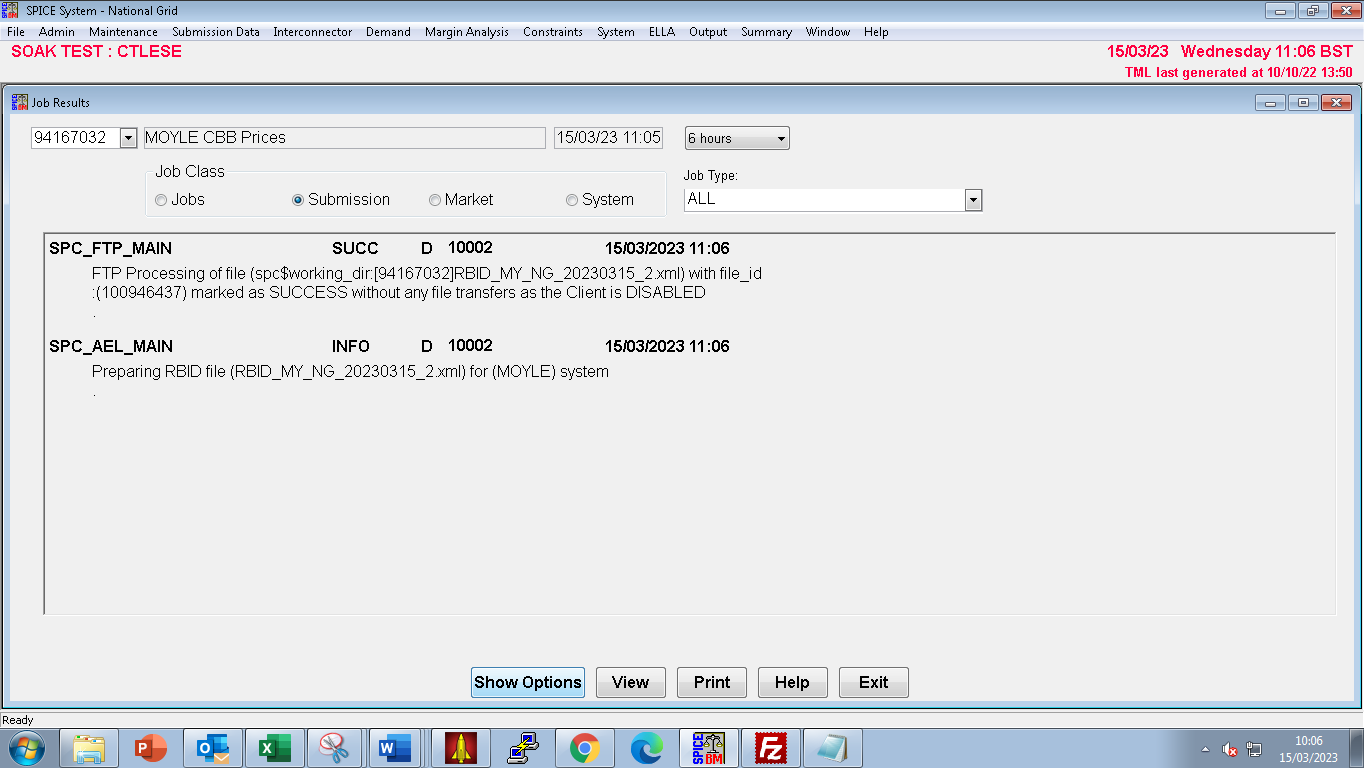 SPICE System - National Grid
File Admin Maintenance Submission Data Interconnector Demand Margin Analysis Constraints System ELLA Output Summary Window Help
SOAK TEST : CTLESE
15/03/23 Wednesday 11:06 BST
TML last generated at 10/10/22 13:50
Job Results
94167032 MOYLE CBB Prices 15/03/23 11:05 6 hours
Job Class
Job Type:
Jobs Submission Market System
ALL
SPC_FTP_MAIN SUCC D 10002 15/03/2023 11:06
FTP Processing of file (spc$working_dir:[94167032]RBID_MY_NG_20230315_2.xml) with file_id
:(100946437) marked as SUCCESS without any file transfers as the Client is DISABLED
.
SPC_AEL_MAIN INFO D 10002 15/03/2023 11:06
Preparing RBID file (RBID_MY_NG_20230315_2.xml) for (MOYLE) system
.
Show Options View Print Help Exit
Ready
SPICE DM
10:06
15/03/2023